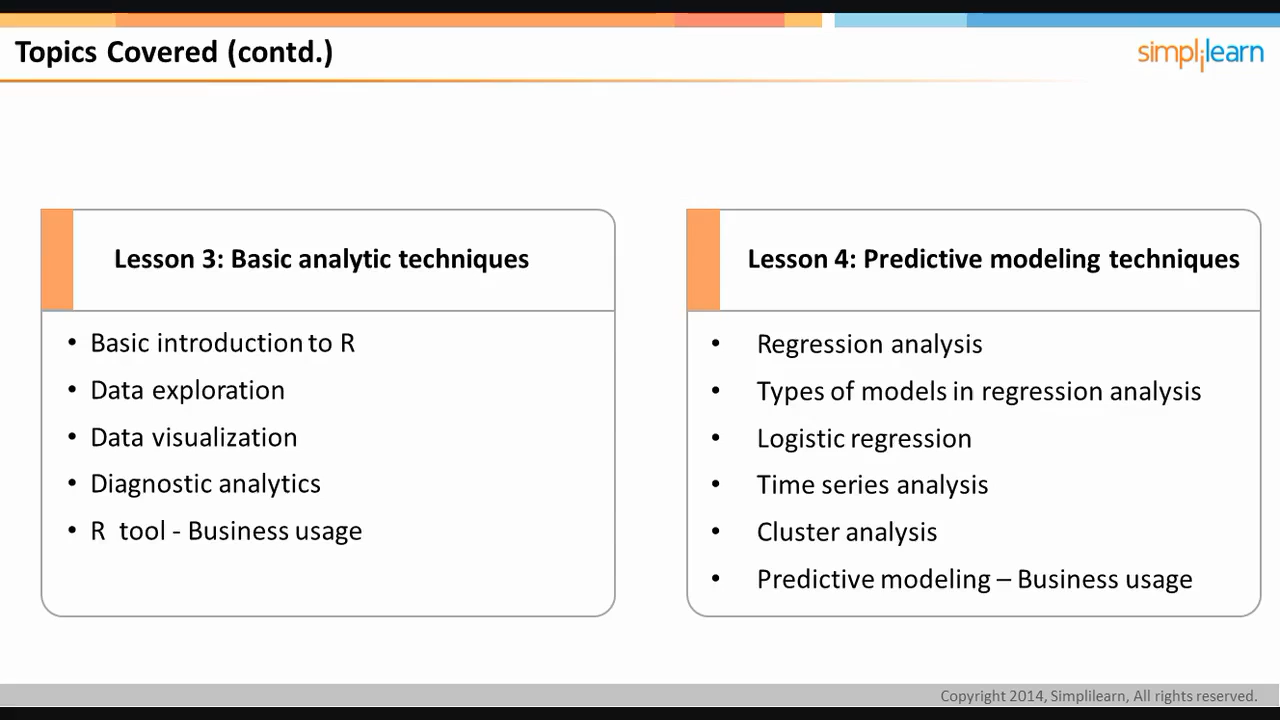 Topics Covered (contd.)
simplilearn
Lesson 3: Basic analytic techniques
• Basic introduction to R
• Data exploration
• Data visualization
• Diagnostic analytics
• R tool - Business usage
Lesson 4: Predictive modeling techniques
• Regression analysis
• Types of models in regression analysis
• Logistic regression
• Time series analysis
• Cluster analysis
• Predictive modeling – Business usage
Copyright 2014, Simplilearn, All rights reserved.